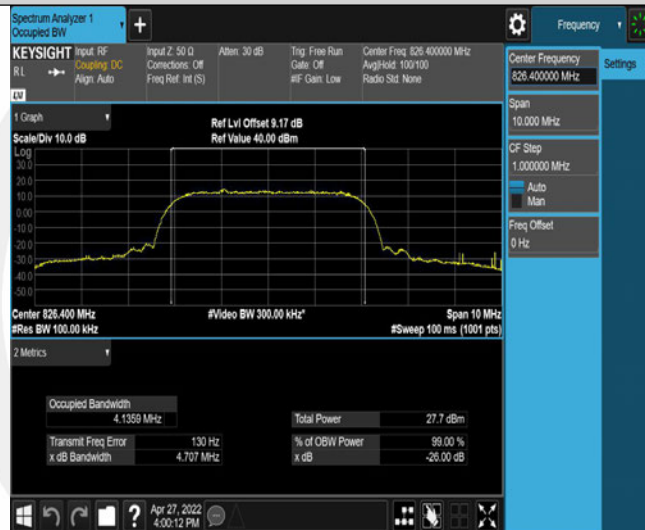 Spectrum Analyzer 1
Occupied BW
+
Frequency
KEYSIGHT
RL
Input: RF
Coupling: DC
Align: Auto
Input Z: 50 Ω
Corrections: Off
Freq Ref: Int (S)
Atten: 30 dB
Trig: Free Run
Gate: Off
#IF Gain: Low
Center Freq: 826.400000 MHz
Avg|Hold: 100/100
Radio Std: None
Center Frequency
826.400000 MHz
Settings
Span
10.000 MHz
CF Step
1.000000 MHz
Auto
Man
Freq Offset
0 Hz
1 Graph
Scale/Div 10.0 dB
Ref Lvl Offset 9.17 dB
Ref Value 40.00 dBm
Log
30.0
20.0
10.0
0.00
-10.0
-20.0
-30.0
-40.0
-50.0
Center 826.400 MHz
#Res BW 100.00 kHz
#Video BW 300.00 kHz*
Span 10 MHz
#Sweep 100 ms (1001 pts)
2 Metrics
Occupied Bandwidth
4.1359 MHz
Total Power 27.7 dBm
Transmit Freq Error 130 Hz
% of OBW Power 99.00 %
x dB Bandwidth 4.707 MHz
x dB -26.00 dB
?
Apr 27, 2022
4:00:12 PM